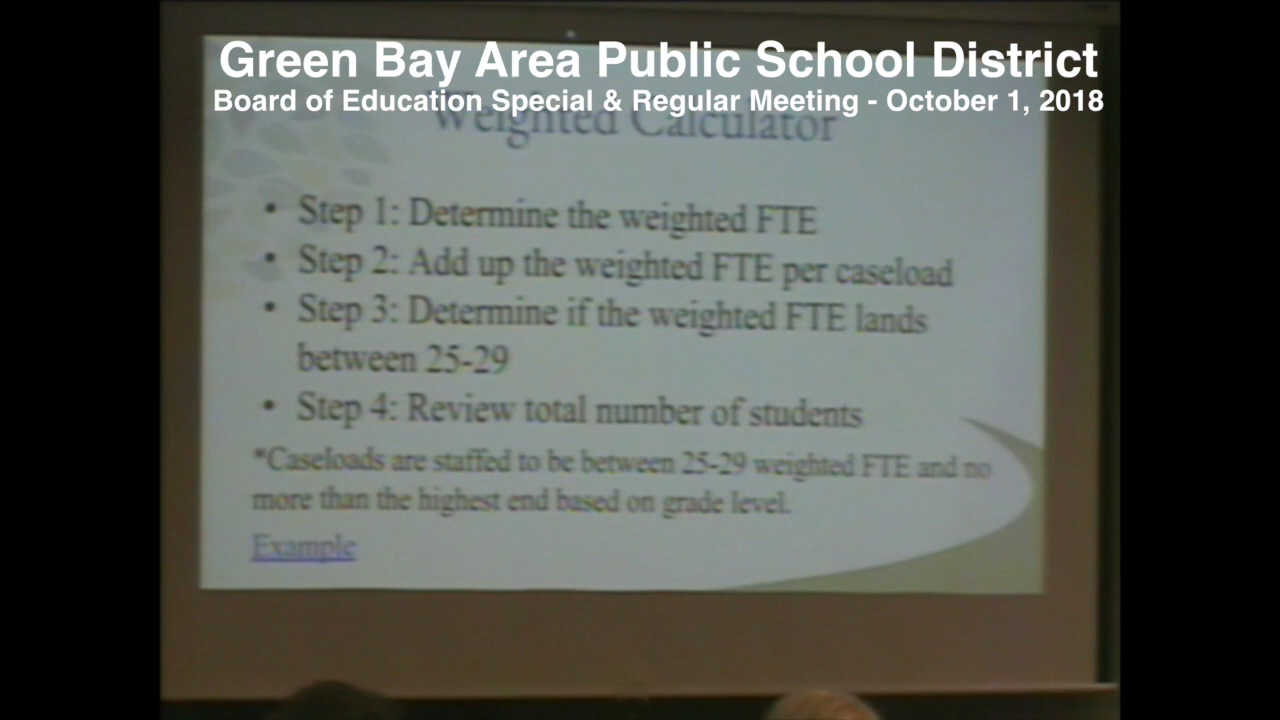 Green Bay Area Public School District
Board of Education Special & Regular Meeting - October 1, 2018
Weighted Calculator
• Step 1: Determine the weighted FTE
• Step 2: Add up the weighted FTE per caseload
• Step 3: Determine if the weighted FTE lands
between 25-29
• Step 4: Review total number of students
*Caseloads are staffed to be between 25-29 weighted FTE and no
more than the highest end based on grade level.
Example